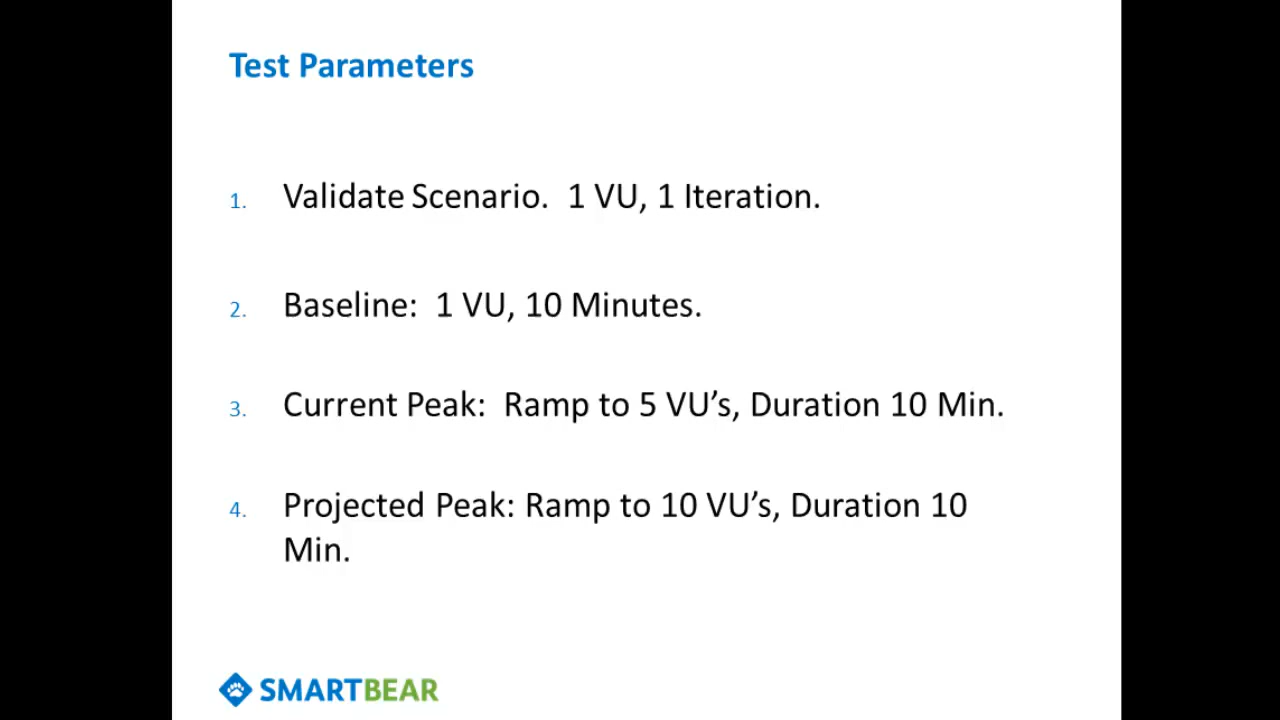 Test Parameters
1. Validate Scenario.  1 VU, 1 Iteration.
2. Baseline:  1 VU, 10 Minutes.
3. Current Peak:  Ramp to 5 VU’s, Duration 10 Min.
4. Projected Peak: Ramp to 10 VU’s, Duration 10
Min.
SMARTBEAR